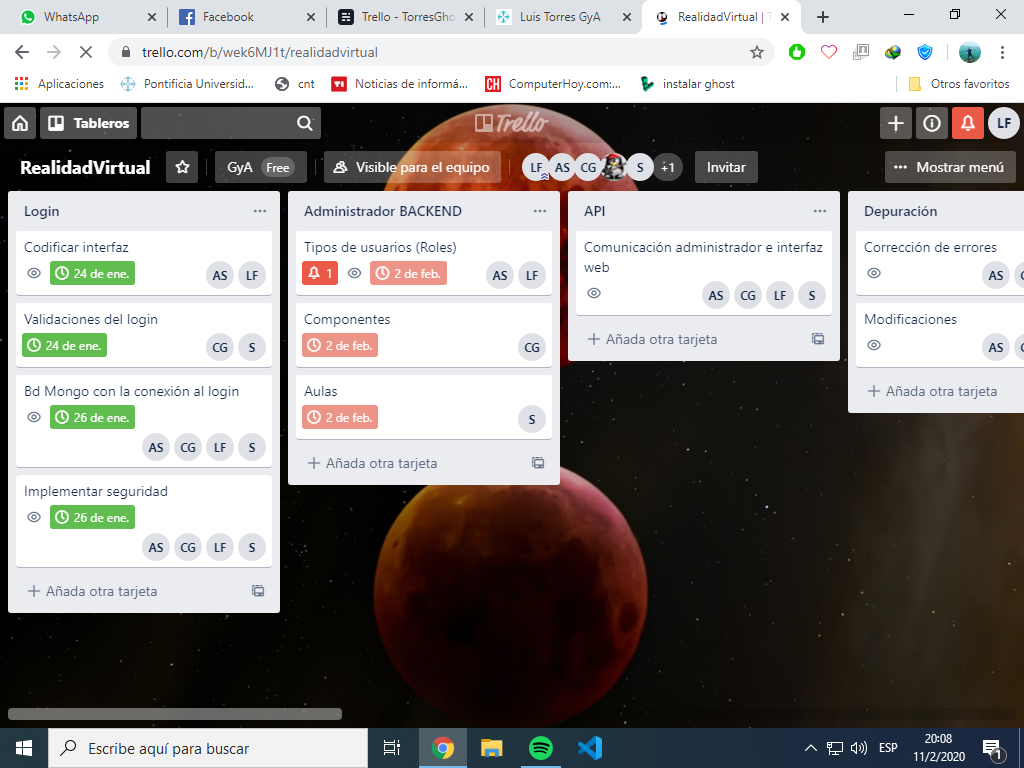 WhatsApp
Facebook
Trello - TorresGho
Luis Torres GyA
RealidadVirtual | T
trello.com/b/wek6MJ1t/realidadvirtual
Aplicaciones
Pontificia Universid...
cnt
Noticias de informá...
CH ComputerHoy.com:...
instalar ghost
Otros favoritos
Tableros
Trello
LF
RealidadVirtual
GyA Free
Visible para el equipo
LF AS CG S +1
Invitar
Mostrar menú
Login
Codificar interfaz
24 de ene.
AS LF
Validaciones del login
24 de ene.
CG S
Bd Mongo con la conexión al login
26 de ene.
AS CG LF S
Implementar seguridad
26 de ene.
AS CG LF S
Añada otra tarjeta
Administrador BACKEND
Tipos de usuarios (Roles)
1 2 de feb.
AS LF
Componentes
2 de feb.
CG
Aulas
2 de feb.
S
Añada otra tarjeta
API
Comunicación administrador e interfaz
web
AS CG LF S
Añada otra tarjeta
Depuración
Corrección de errores
AS
Modificaciones
AS
Añada otra tarjeta
Escribe aquí para buscar
ESP
20:08
11/2/2020
1